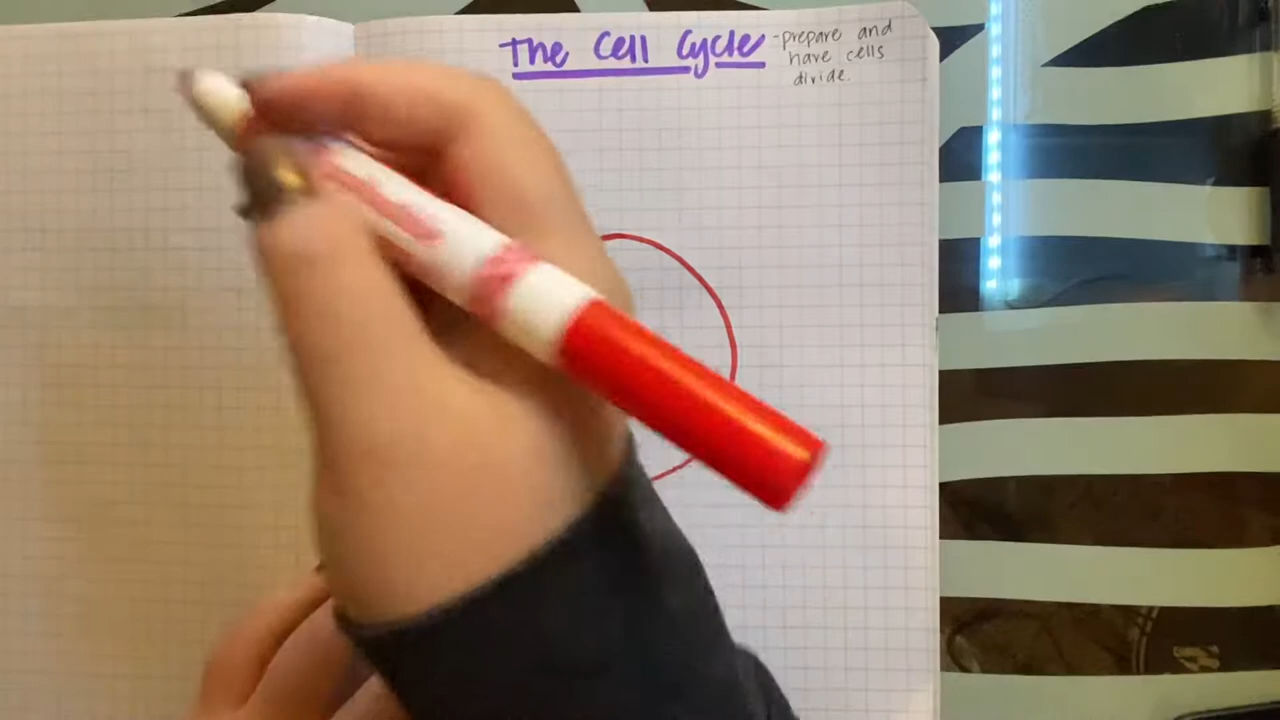 The Cell Cycle
-prepare and
have cells
divide.